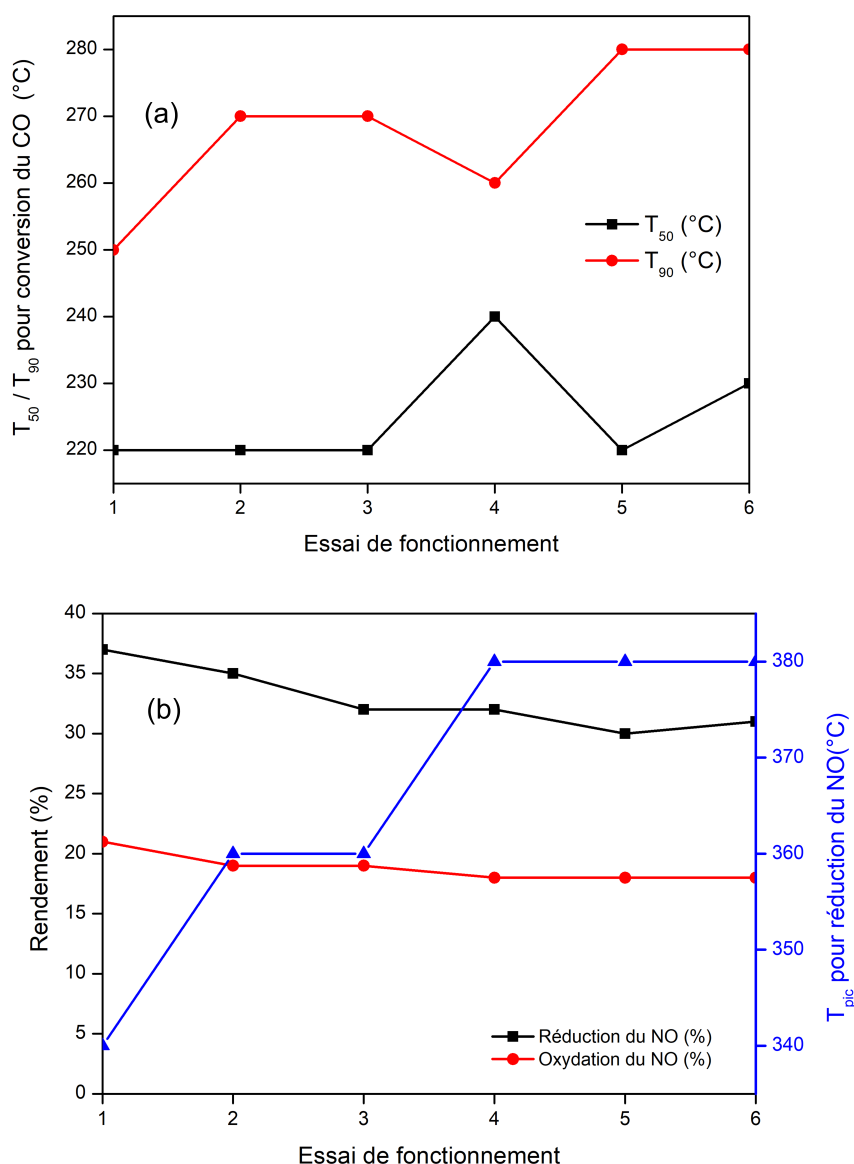 T50 / T90 pour conversion du CO (°C)
280
270
260
250
240
230
220
(a)
T50 (°C)
T90 (°C)
1 2 3 4 5 6
Essai de fonctionnement
Rendement (%)
40
35
30
25
20
15
10
5
0
(b)
Réduction du NO (%)
Oxydation du NO (%)
380
370
360
350
340
Tpic pour réduction du NO(°C)
1 2 3 4 5 6
Essai de fonctionnement